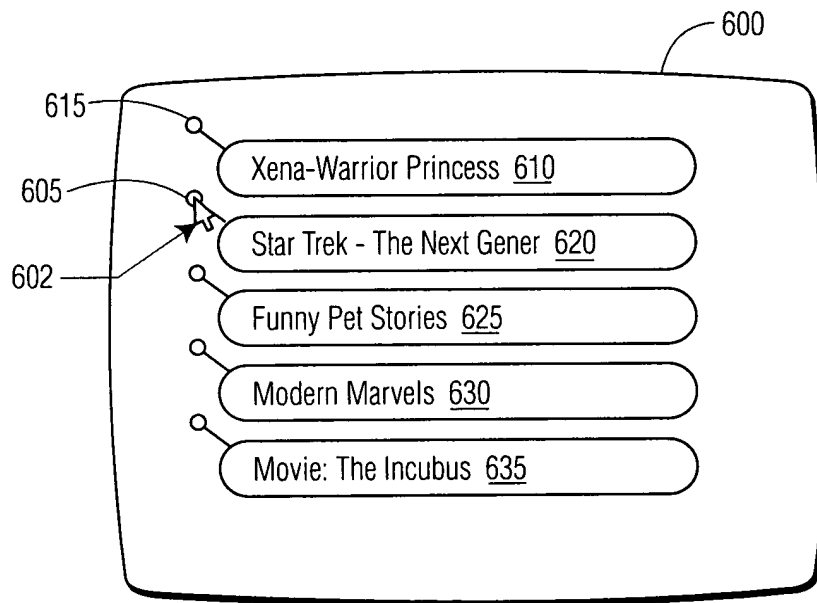 600
615
Xena-Warrior Princess 610
605
Star Trek - The Next Gener 620
602
Funny Pet Stories 625
Modern Marvels 630
Movie: The Incubus 635